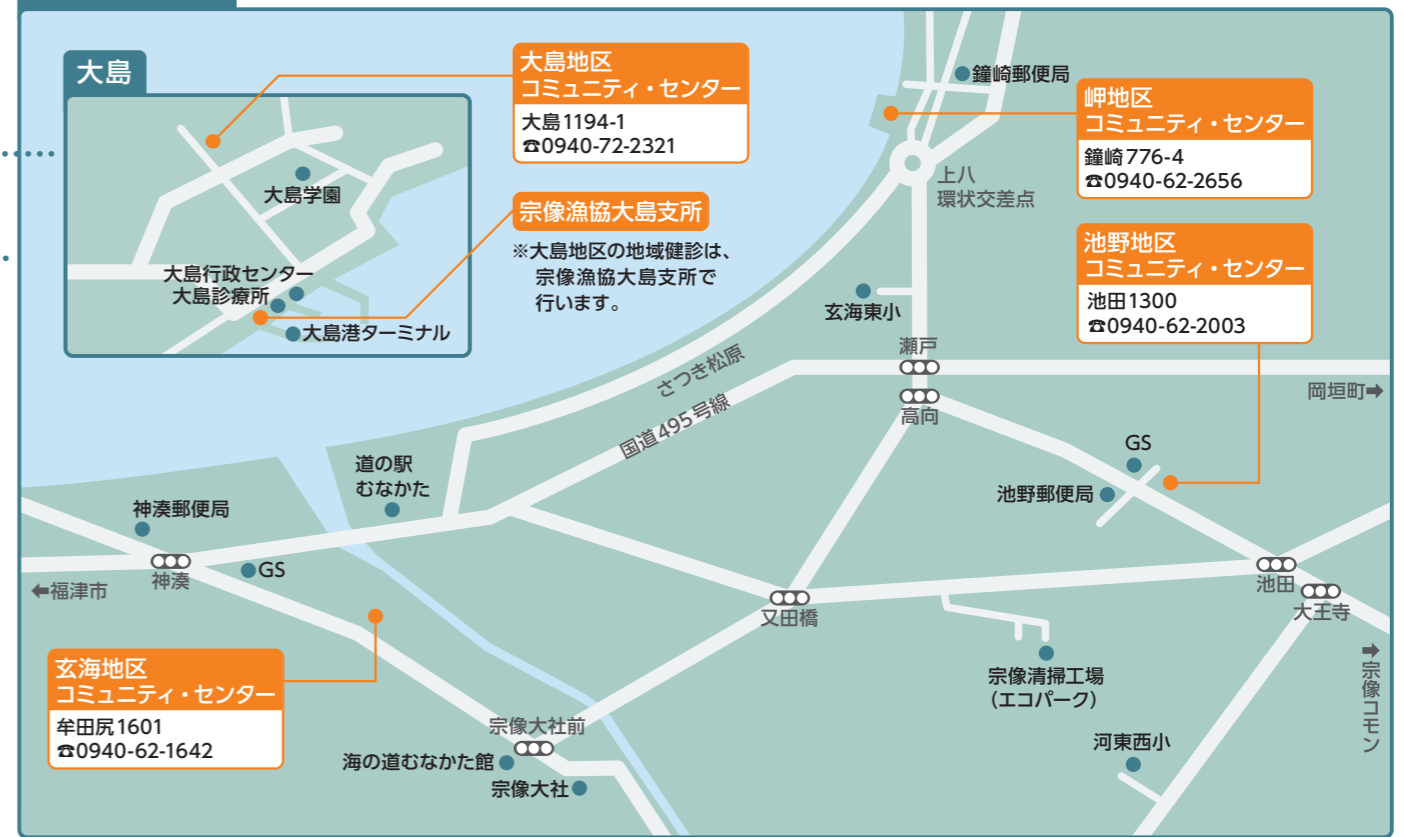 大島
大島地区
コミュニティ・センター
大島1194-1
☎0940-72-2321
鐘崎郵便局
岬地区
コミュニティ・センター
鐘崎776-4
☎0940-62-2656
大島学園
上八
環状交差点
宗像漁協大島支所
※大島地区の地域健診は、
宗像漁協大島支所で
行います。
池野地区
コミュニティ・センター
池田1300
☎0940-62-2003
大島行政センター
大島診療所
大島港ターミナル
玄海東小
瀬戸
さつき松原
国道495号線
岡垣町➡
高向
GS
道の駅
むなかた
池野郵便局
神湊郵便局
神湊
GS
⬅福津市
池田
大王寺
又田橋
玄海地区
コミュニティ・センター
牟田尻1601
☎0940-62-1642
宗像清掃工場
(エコパーク)
➡宗像コモン
宗像大社前
海の道むなかた館
宗像大社
河東西小